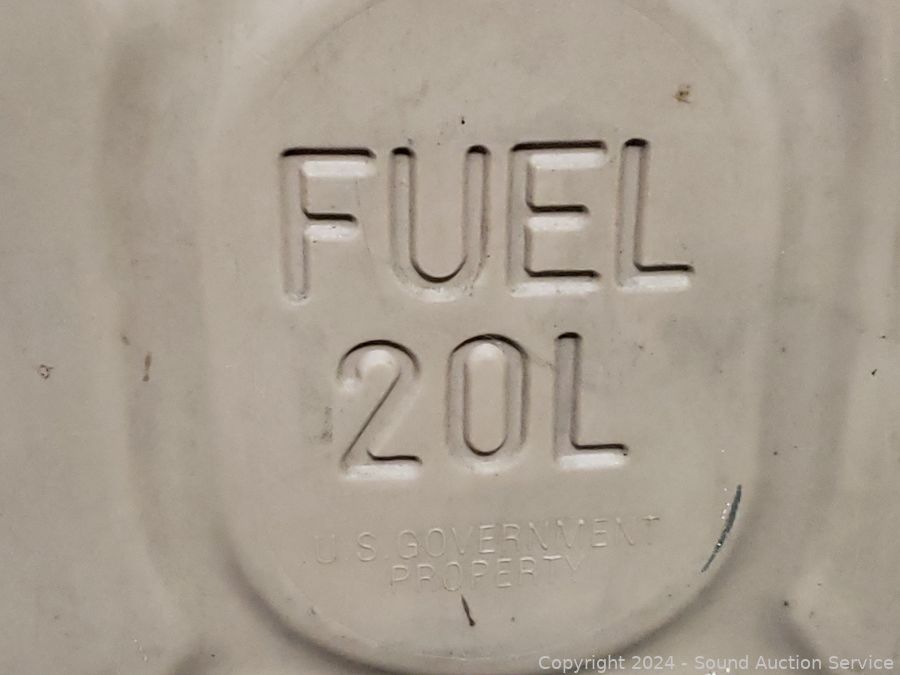 FUEL
20L
U.S. GOVERNMENT
PROPERTY
Copyright 2024 - Sound Auction Service